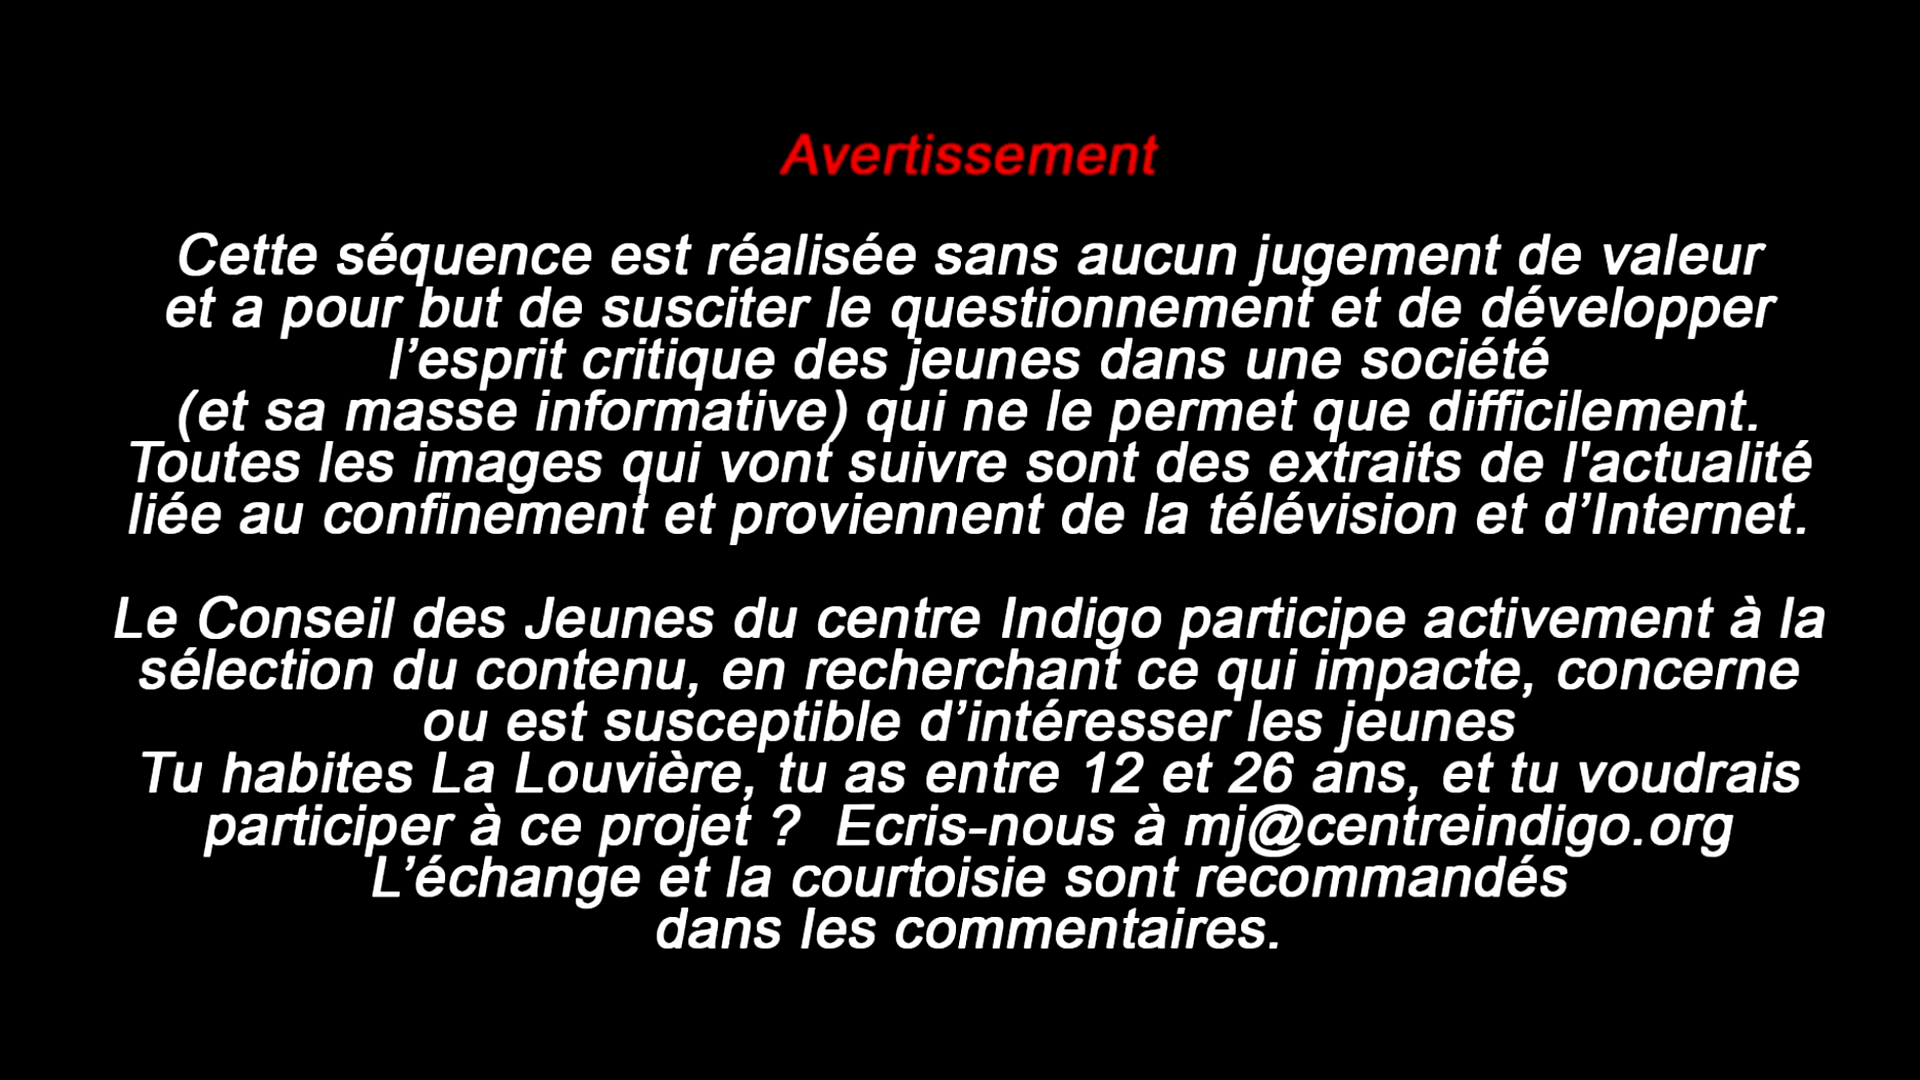 Avertissement
Cette séquence est réalisée sans aucun jugement de valeur
et a pour but de susciter le questionnement et de développer
l’esprit critique des jeunes dans une société
(et sa masse informative) qui ne le permet que difficilement.
Toutes les images qui vont suivre sont des extraits de l'actualité
liée au confinement et proviennent de la télévision et d’Internet.
Le Conseil des Jeunes du centre Indigo participe activement à la
sélection du contenu, en recherchant ce qui impacte, concerne
ou est susceptible d’intéresser les jeunes
Tu habites La Louvière, tu as entre 12 et 26 ans, et tu voudrais
participer à ce projet ?  Ecris-nous à mj@centreindigo.org
L’échange et la courtoisie sont recommandés
dans les commentaires.